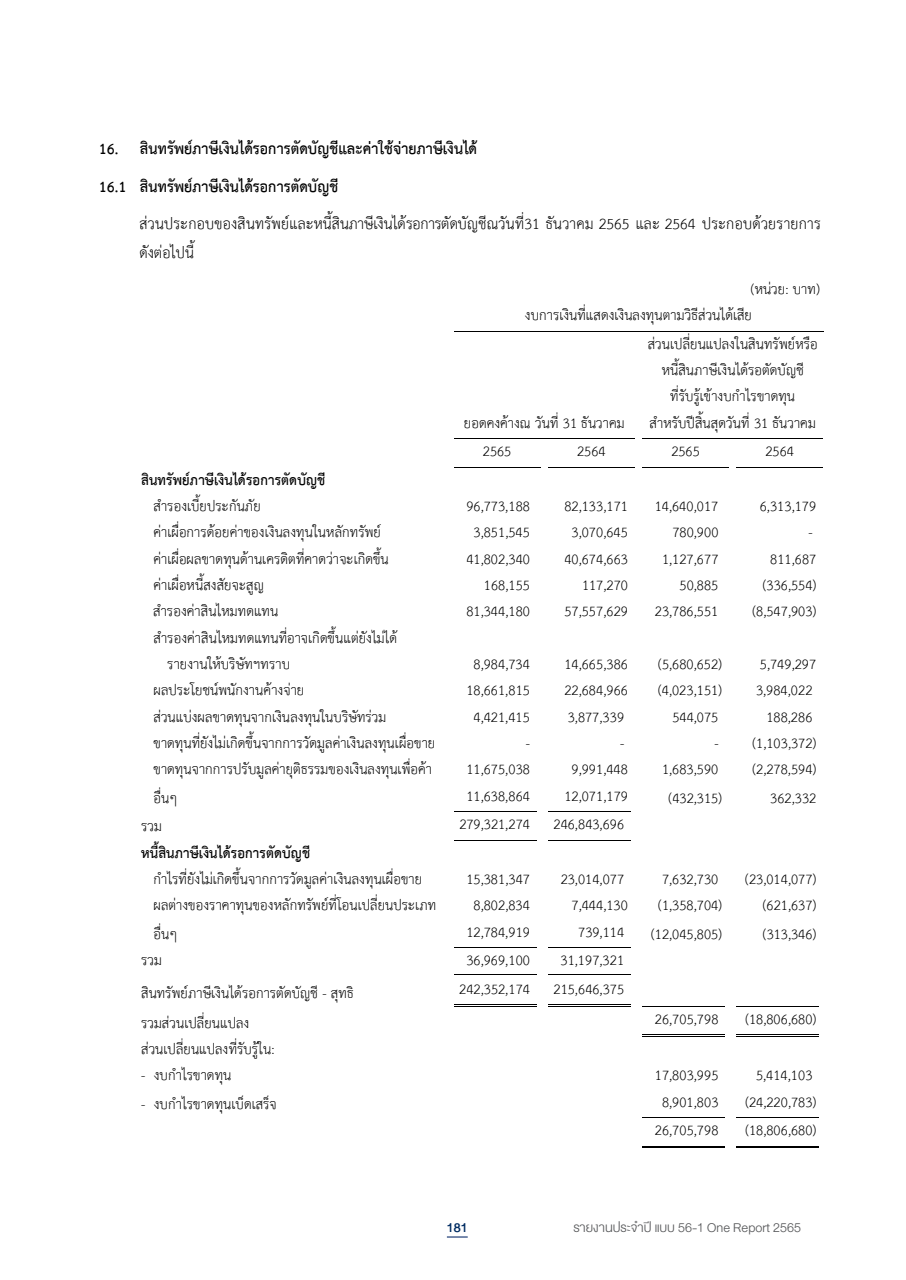 16. สินทรัพย์ภาษีเงินได้รอการตัดบัญชีและค่าใช้จ่ายภาษีเงินได้
16.1 สินทรัพย์ภาษีเงินได้รอการตัดบัญชี
ส่วนประกอบของสินทรัพย์และหนี้สินภาษีเงินได้รอการตัดบัญชีณวันที่31 ธันวาคม 2565 และ 2564 ประกอบด้วยรายการ
ดังต่อไปนี้
(หน่วย: บาท)
งบการเงินที่แสดงเงินลงทุนตามวิธีส่วนได้เสีย
ส่วนเปลี่ยนแปลงในสินทรัพย์หรือ
หนี้สินภาษีเงินได้รอตัดบัญชี
ที่รับรู้เข้างบกำไรขาดทุน
ยอดคงค้างณ วันที่ 31 ธันวาคม สำหรับปีสิ้นสุดวันที่ 31 ธันวาคม
2565 2564 2565 2564
สินทรัพย์ภาษีเงินได้รอการตัดบัญชี
สำรองเบี้ยประกันภัย 96,773,188 82,133,171 14,640,017 6,313,179
ค่าเผื่อการด้อยค่าของเงินลงทุนในหลักทรัพย์ 3,851,545 3,070,645 780,900 -
ค่าเผื่อผลขาดทุนด้านเครดิตที่คาดว่าจะเกิดขึ้น 41,802,340 40,674,663 1,127,677 811,687
ค่าเผื่อหนี้สงสัยจะสูญ 168,155 117,270 50,885 (336,554)
สำรองค่าสินไหมทดแทน 81,344,180 57,557,629 23,786,551 (8,547,903)
สำรองค่าสินไหมทดแทนที่อาจเกิดขึ้นแต่ยังไม่ได้
รายงานให้บริษัทฯทราบ 8,984,734 14,665,386 (5,680,652) 5,749,297
ผลประโยชน์พนักงานค้างจ่าย 18,661,815 22,684,966 (4,023,151) 3,984,022
ส่วนแบ่งผลขาดทุนจากเงินลงทุนในบริษัทร่วม 4,421,415 3,877,339 544,075 188,286
ขาดทุนที่ยังไม่เกิดขึ้นจากการวัดมูลค่าเงินลงทุนเผื่อขาย - - - (1,103,372)
ขาดทุนจากการปรับมูลค่ายุติธรรมของเงินลงทุนเพื่อค้า 11,675,038 9,991,448 1,683,590 (2,278,594)
อื่นๆ 11,638,864 12,071,179 (432,315) 362,332
รวม 279,321,274 246,843,696
หนี้สินภาษีเงินได้รอการตัดบัญชี
กำไรที่ยังไม่เกิดขึ้นจากการวัดมูลค่าเงินลงทุนเผื่อขาย 15,381,347 23,014,077 7,632,730 (23,014,077)
ผลต่างของราคาทุนของหลักทรัพย์ที่โอนเปลี่ยนประเภท 8,802,834 7,444,130 (1,358,704) (621,637)
อื่นๆ 12,784,919 739,114 (12,045,805) (313,346)
รวม 36,969,100 31,197,321
สินทรัพย์ภาษีเงินได้รอการตัดบัญชี - สุทธิ 242,352,174 215,646,375
รวมส่วนเปลี่ยนแปลง 26,705,798 (18,806,680)
ส่วนเปลี่ยนแปลงที่รับรู้ใน:
- งบกำไรขาดทุน 17,803,995 5,414,103
- งบกำไรขาดทุนเบ็ดเสร็จ 8,901,803 (24,220,783)
26,705,798 (18,806,680)
181 รายงานประจำปี แบบ 56-1 One Report 2565